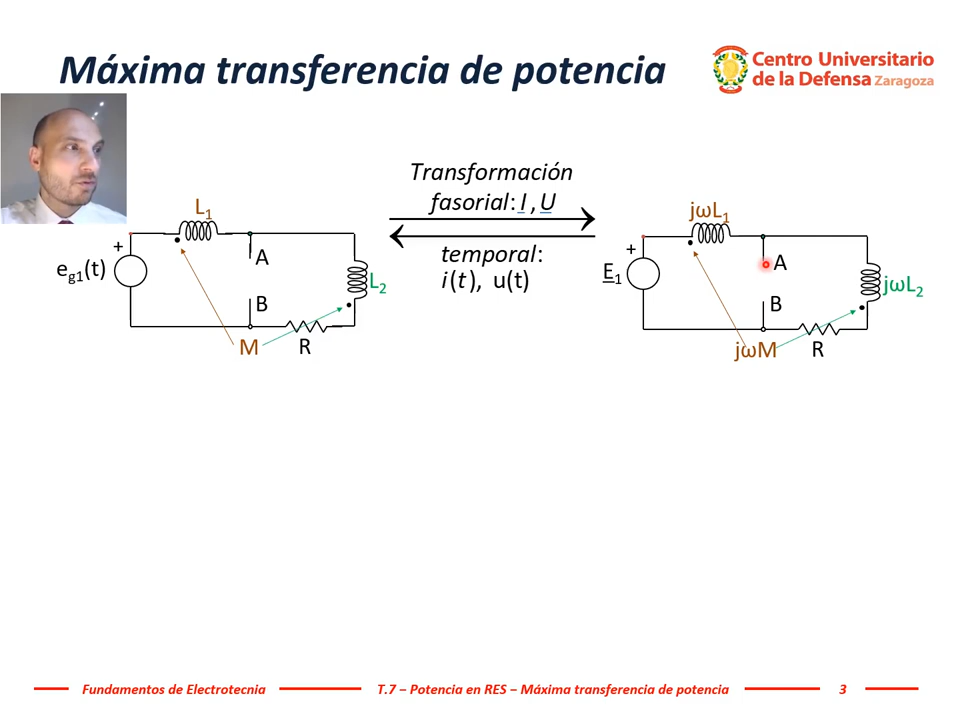 Máxima transferencia de potencia
Centro Universitario
de la Defensa Zaragoza
Transformación
fasorial: I, U
temporal:
i(t), u(t)
L1
+
eg1(t)
A
B
L2
M
R
jωL1
+
E1
A
B
jωL2
jωM
R
Fundamentos de Electrotecnia
T.7 – Potencia en RES – Máxima transferencia de potencia
3